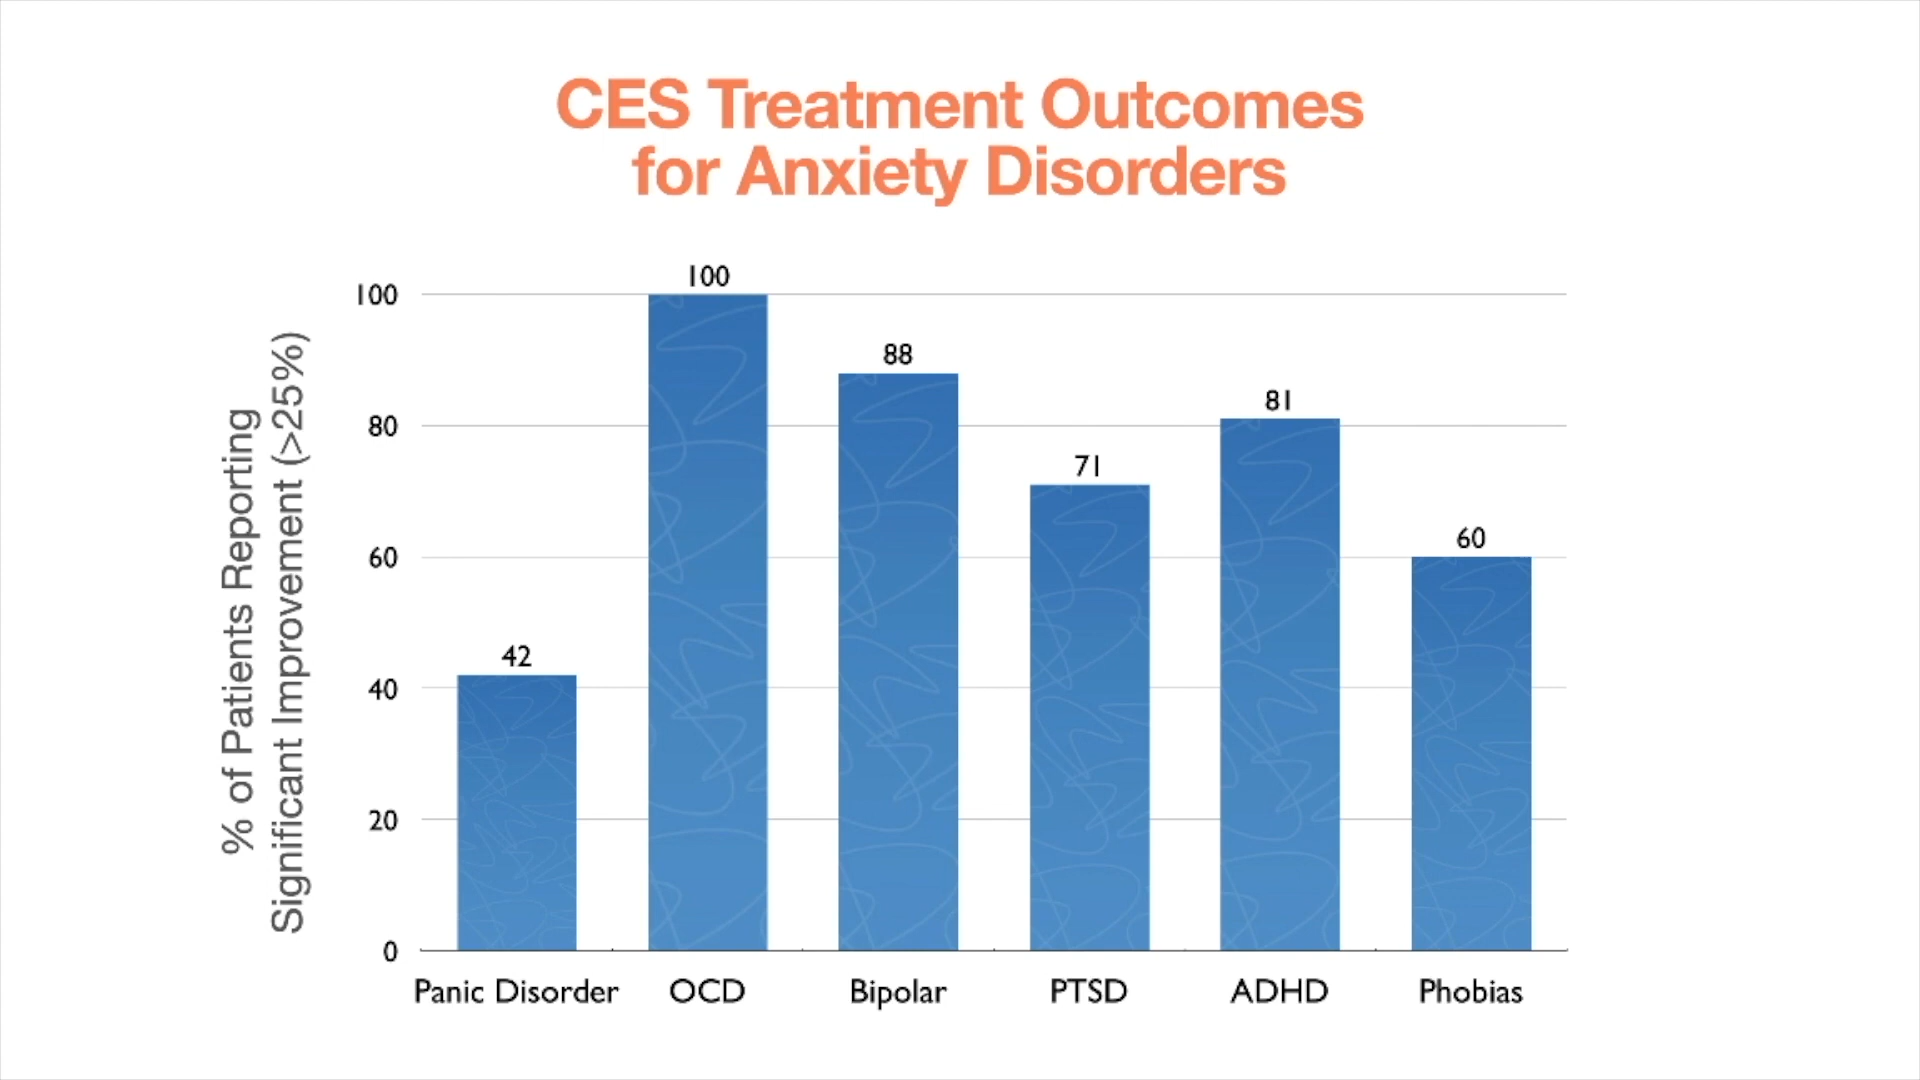 CES Treatment Outcomes
for Anxiety Disorders
% of Patients Reporting
Significant Improvement (>25%)
100
80
60
40
20
0
42
100
88
71
81
60
Panic Disorder
OCD
Bipolar
PTSD
ADHD
Phobias